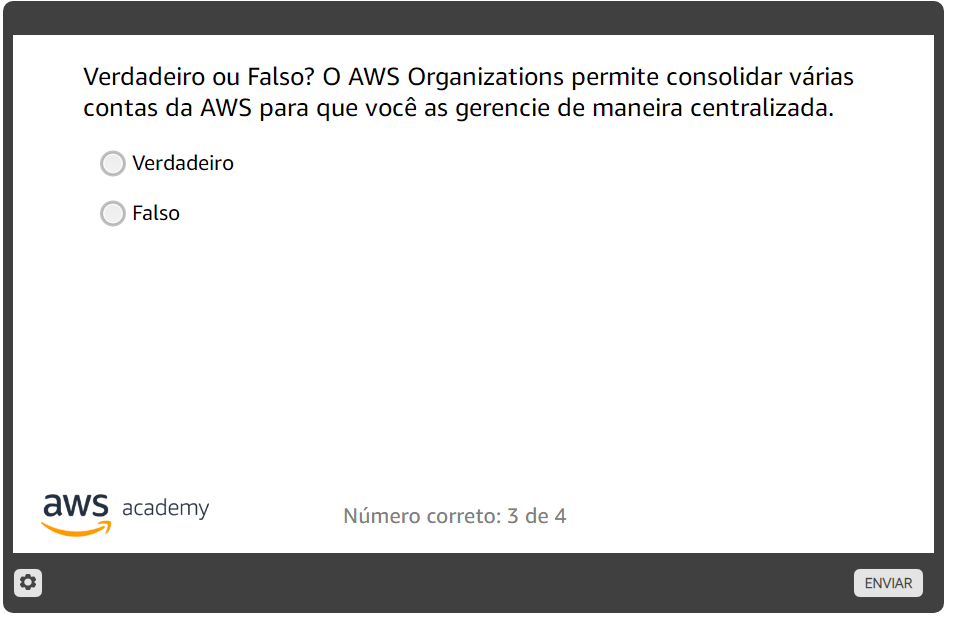 Verdadeiro ou Falso? O AWS Organizations permite consolidar várias
contas da AWS para que você as gerencie de maneira centralizada.
Verdadeiro
Falso
aws academy
Número correto: 3 de 4
ENVIAR